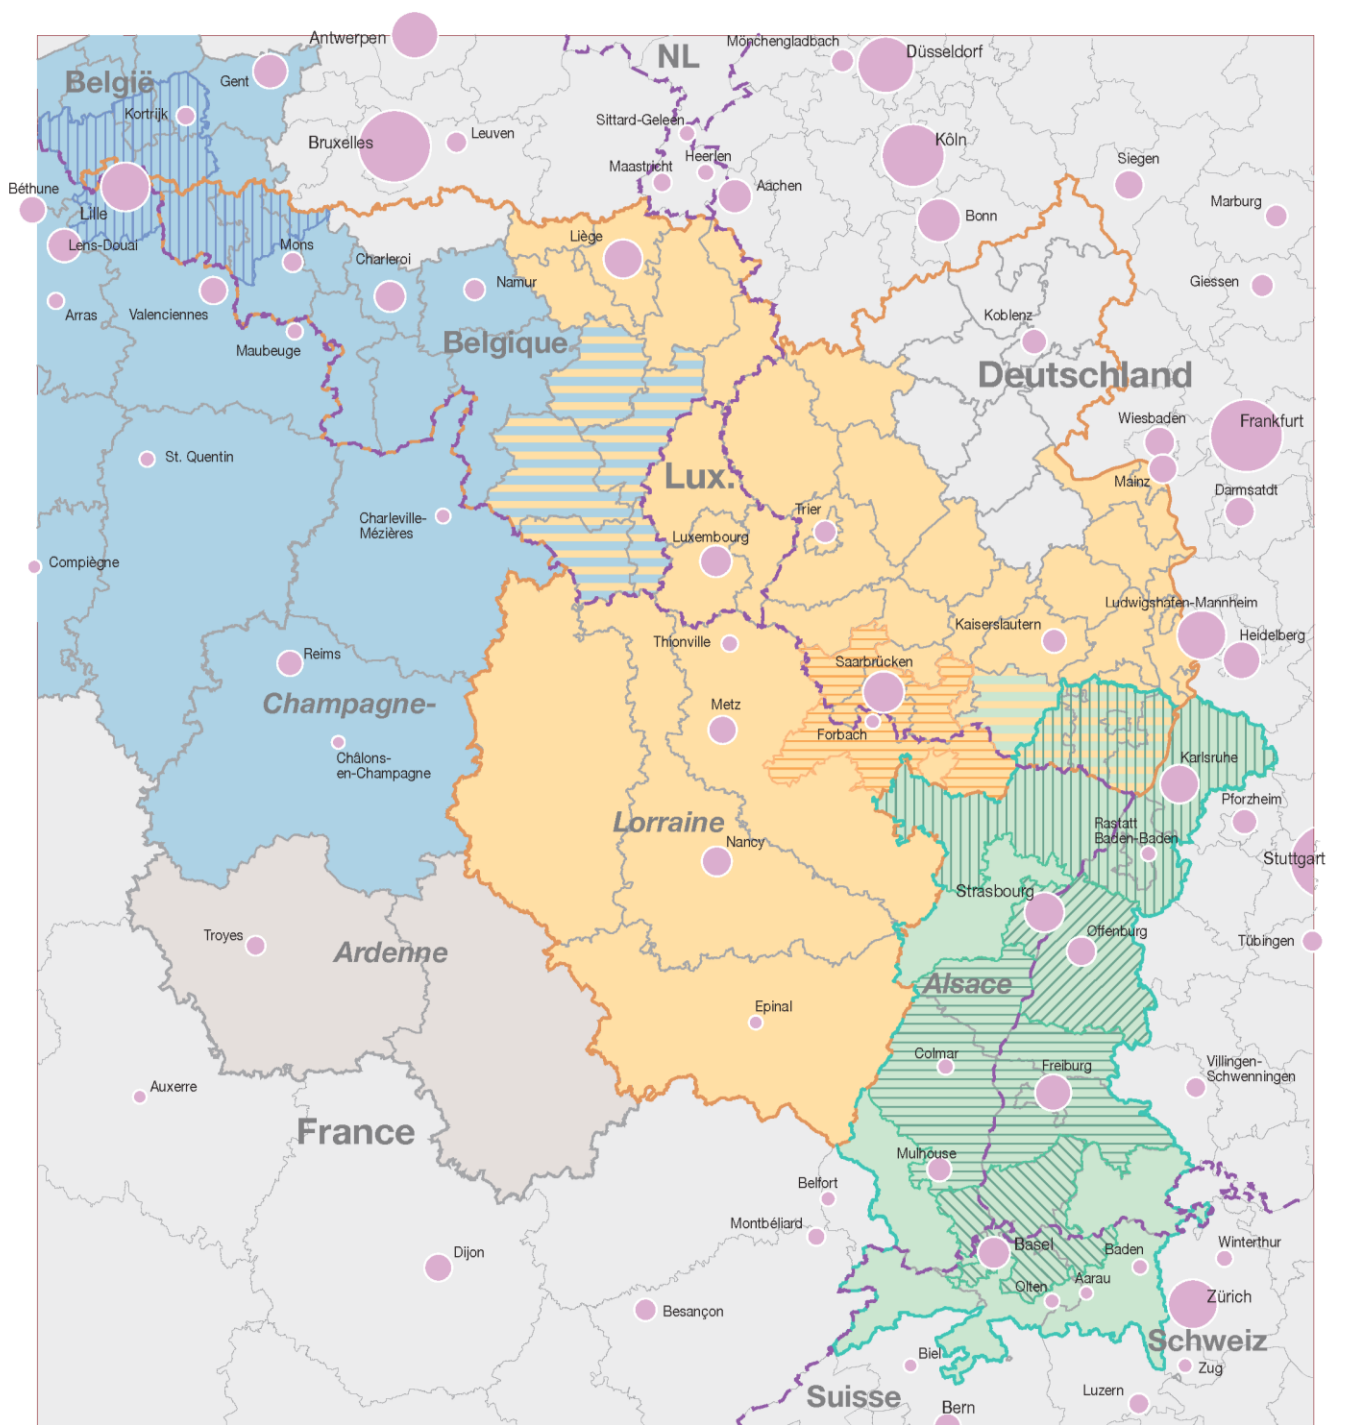 Antwerpen
NL
Mönchengladbach
Düsseldorf
België
Gent
Kortrijk
Bruxelles
Leuven
Sittard-Geleen
Köln
Maastricht
Heerlen
Aachen
Siegen
Béthune
Lille
Marburg
Bonn
Lens-Douai
Mons
Liège
Charleroi
Namur
Giessen
Arras
Valenciennes
Koblenz
Maubeuge
Belgique
Deutschland
Wiesbaden
Frankfurt
St. Quentin
Lux.
Mainz
Darmsatdt
Charleville-
Mézières
Trier
Luxembourg
Compiègne
Ludwigshafen-Mannheim
Kaiserslautern
Heidelberg
Thionville
Reims
Saarbrücken
Champagne-
Metz
Forbach
Châlons-
en-Champagne
Karlsruhe
Pforzheim
Lorraine
Rastatt
Baden-Baden
Nancy
Stuttgart
Strasbourg
Troyes
Offenburg
Tübingen
Ardenne
Alsace
Epinal
Colmar
Freiburg
Villingen-
Schwenningen
Auxerre
France
Mulhouse
Belfort
Montbéliard
Dijon
Basel
Baden
Winterthur
Olten
Aarau
Zürich
Besançon
Schweiz
Biel
Zug
Suisse
Luzern
Bern